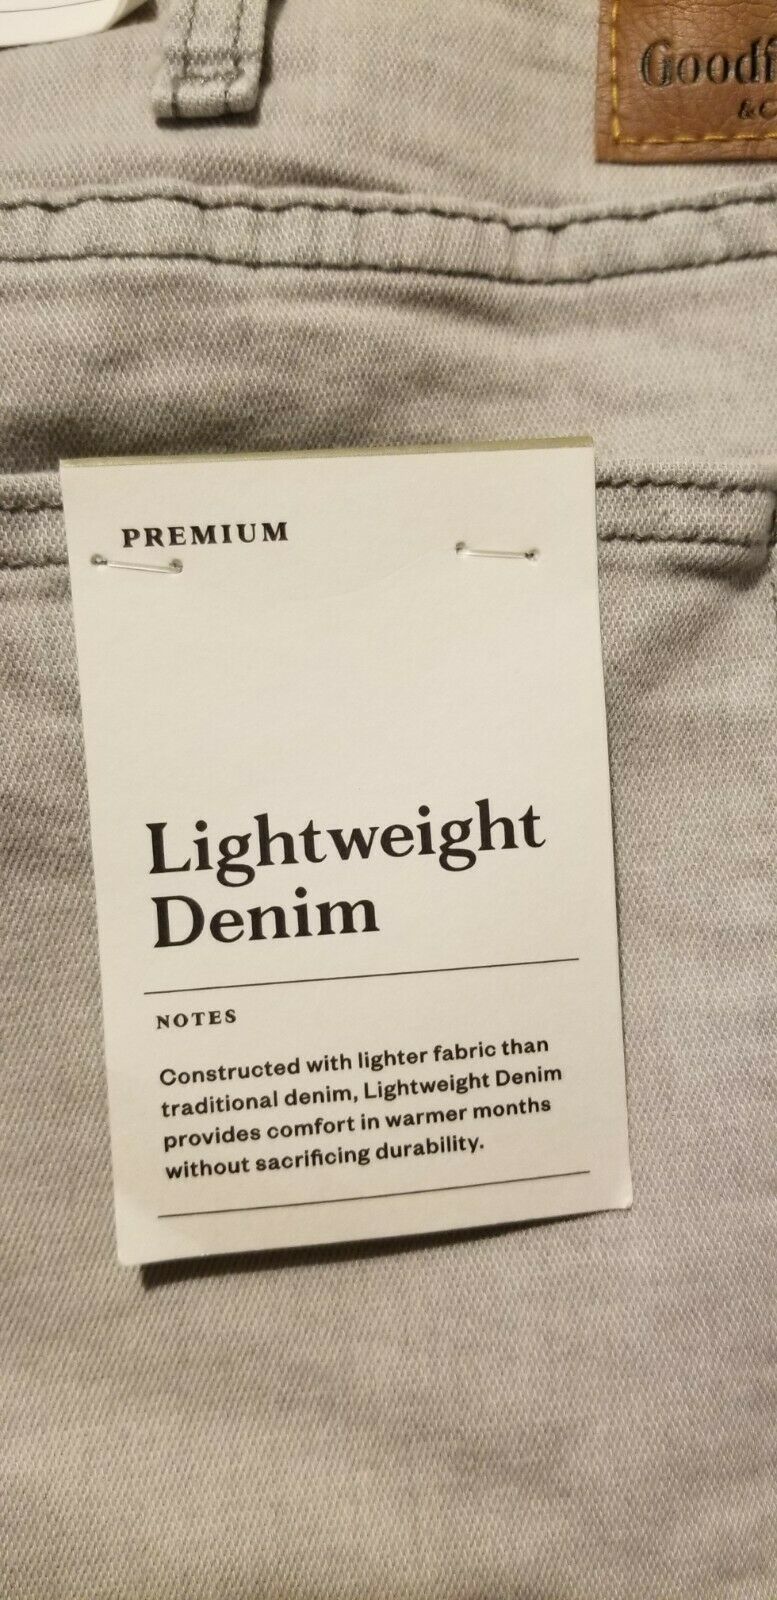 Goodf
& C
PREMIUM
Lightweight
Denim
NOTES
Constructed with lighter fabric than
traditional denim, Lightweight Denim
provides comfort in warmer months
without sacrificing durability.